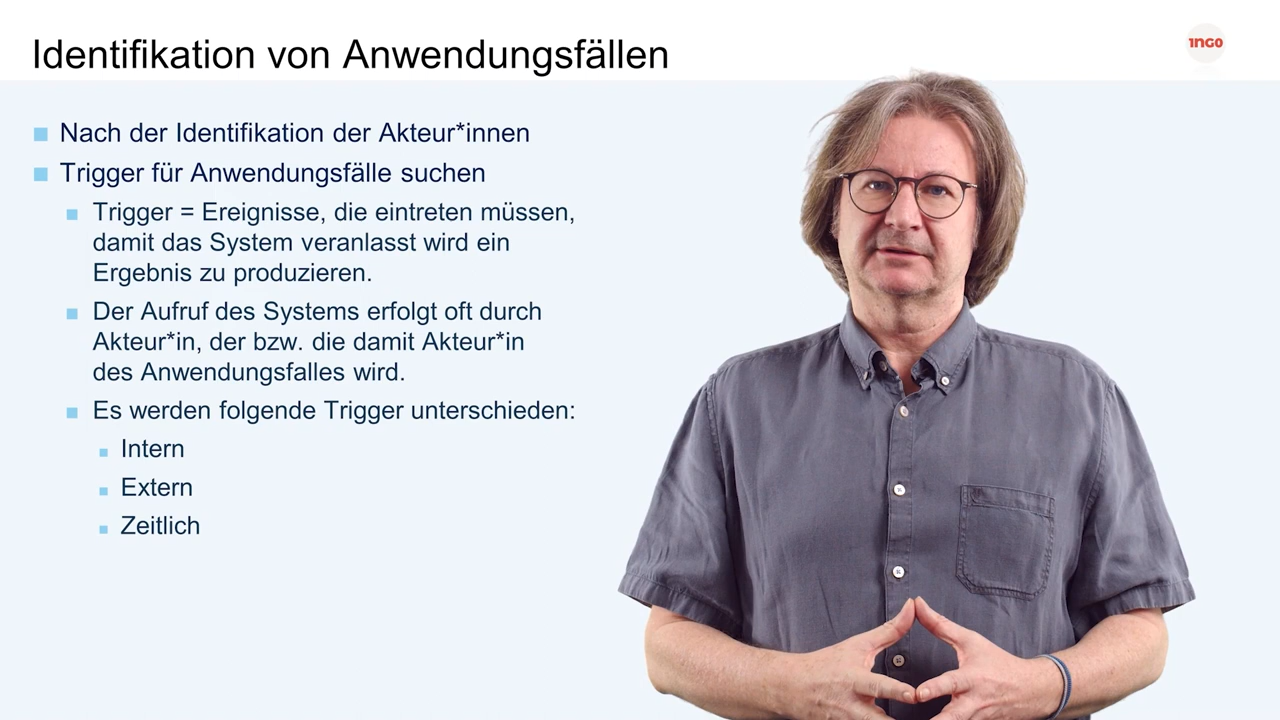 Identifikation von Anwendungsfällen
1NGO
Nach der Identifikation der Akteur*innen
Trigger für Anwendungsfälle suchen
Trigger = Ereignisse, die eintreten müssen,
damit das System veranlasst wird ein
Ergebnis zu produzieren.
Der Aufruf des Systems erfolgt oft durch
Akteur*in, der bzw. die damit Akteur*in
des Anwendungsfalles wird.
Es werden folgende Trigger unterschieden:
Intern
Extern
Zeitlich